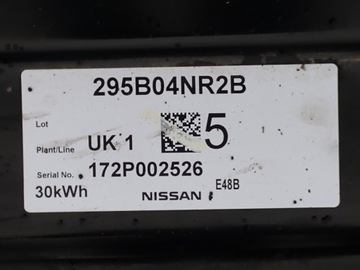 295B04NR2B
Lot
5
Plant/Line UK 1
Serial No. 172P002526
30kWh NISSAN E48B